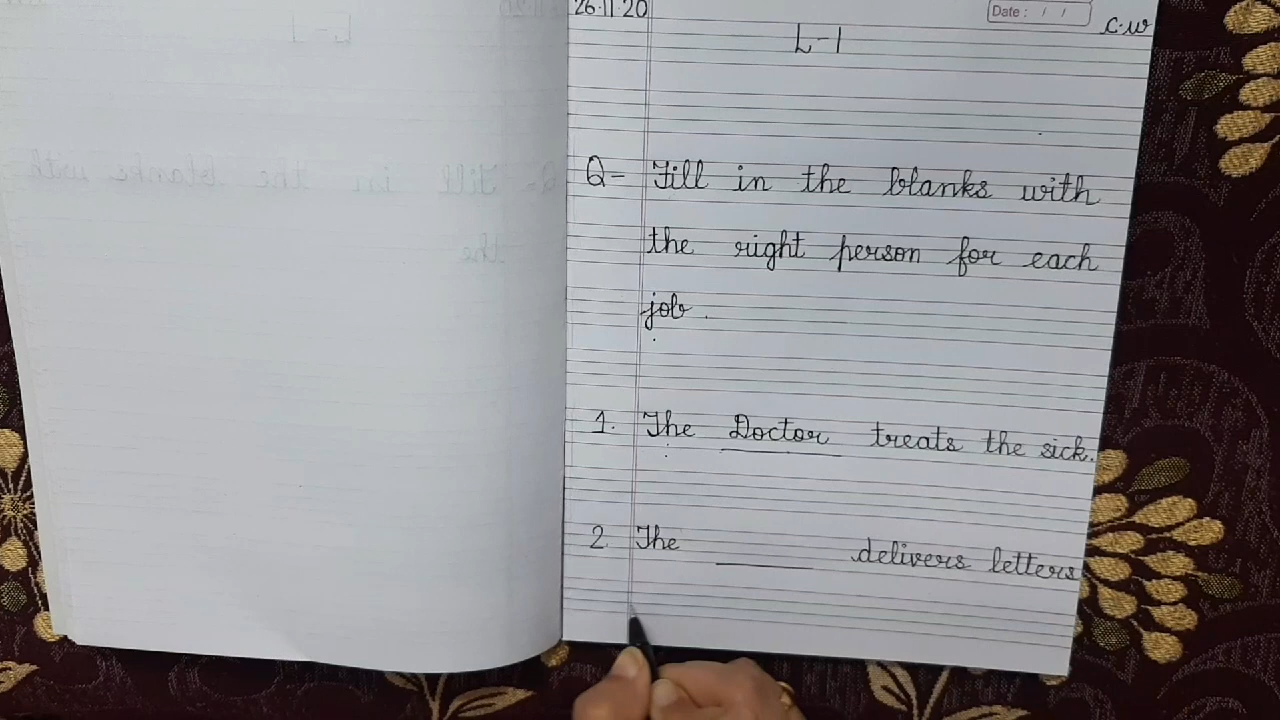 26.11.20
Date : / /
C.W
L-1
Q- Fill in the blanks with
the right person for each
job.
1. The Doctor treats the sick.
2 The ______ delivers letters